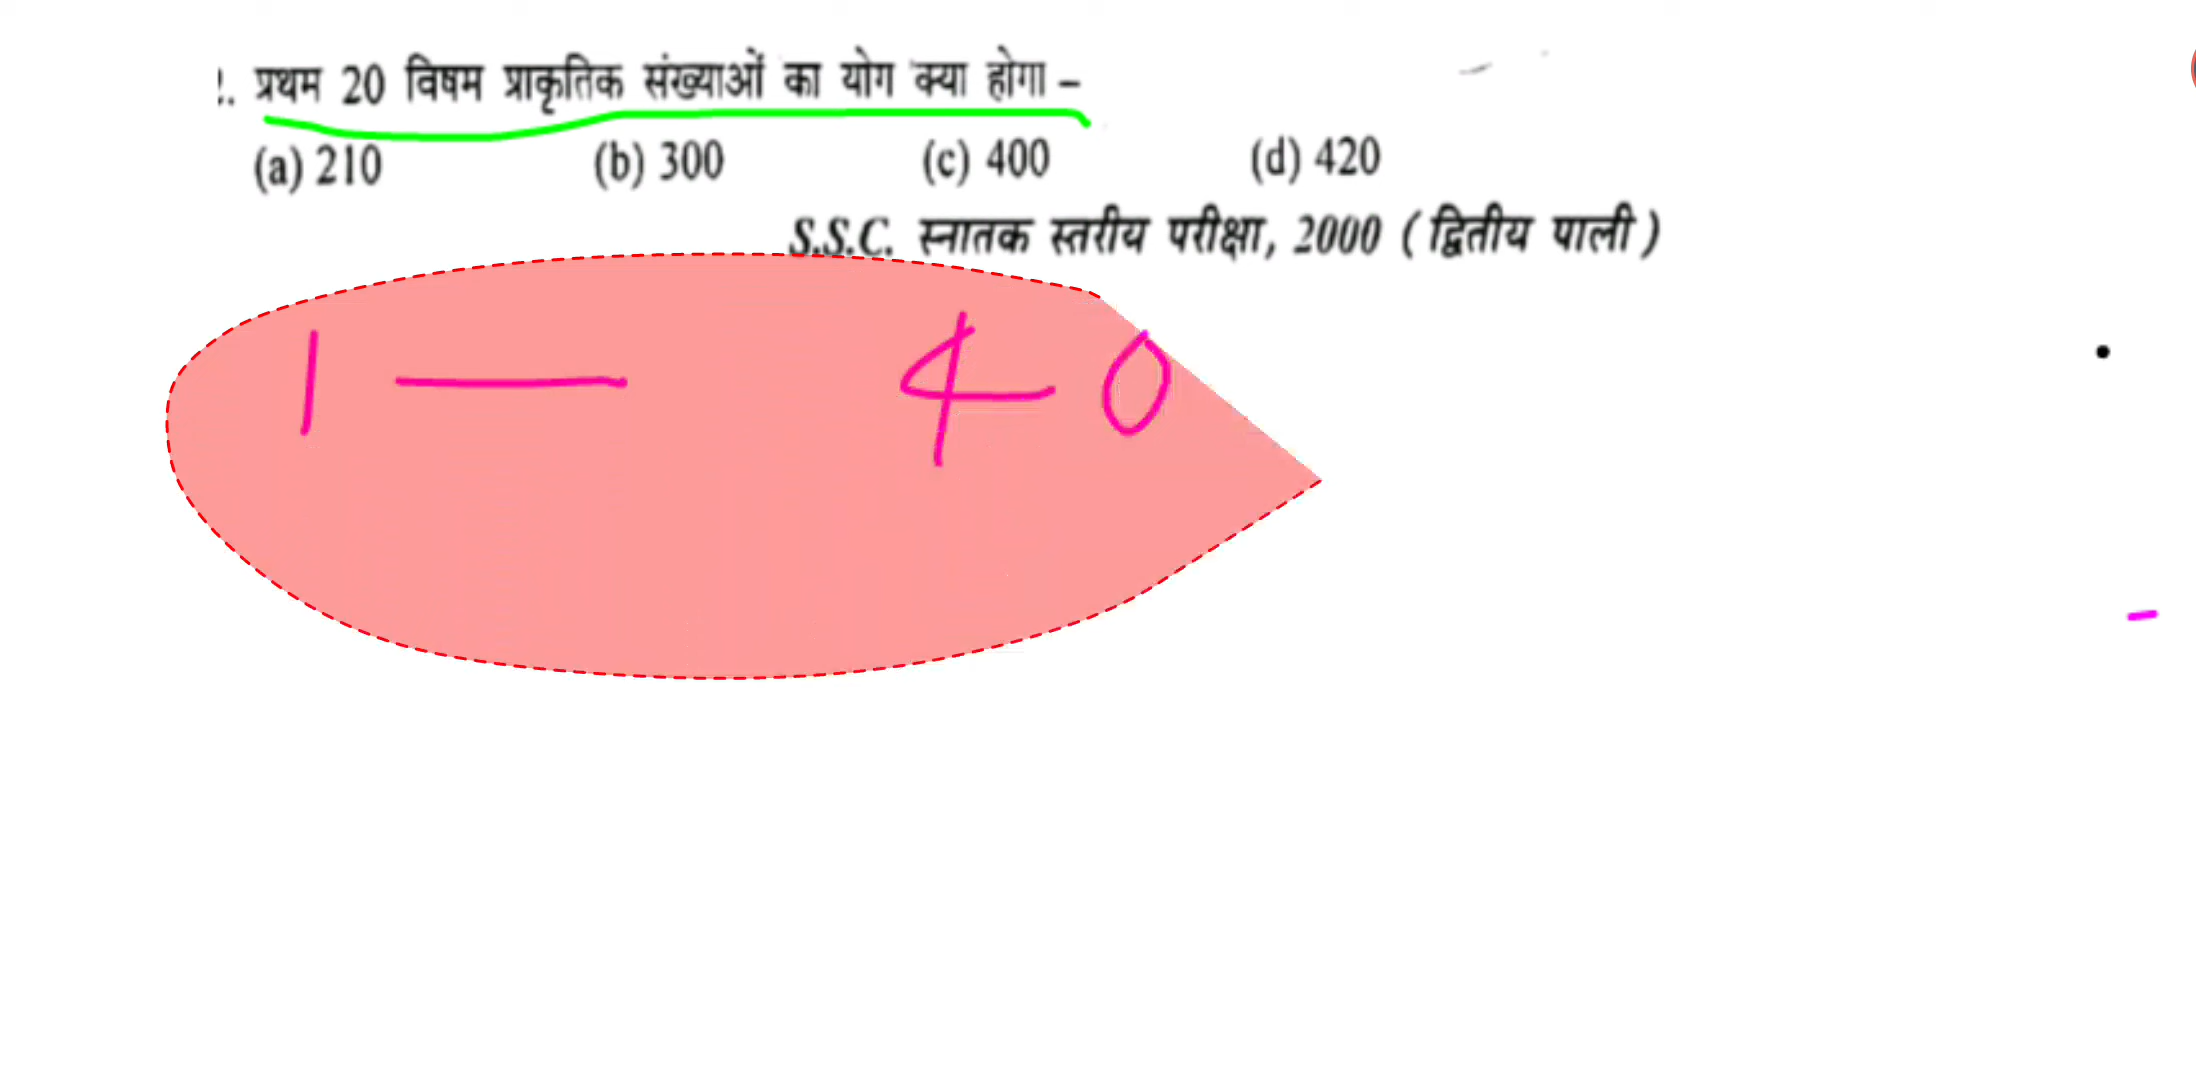 . प्रथम 20 विषम प्राकृतिक संख्याओं का योग क्या होगा –
(a) 210 (b) 300 (c) 400 (d) 420
S.S.C. स्नातक स्तरीय परीक्षा, 2000 ( द्वितीय पाली )
1 — 40